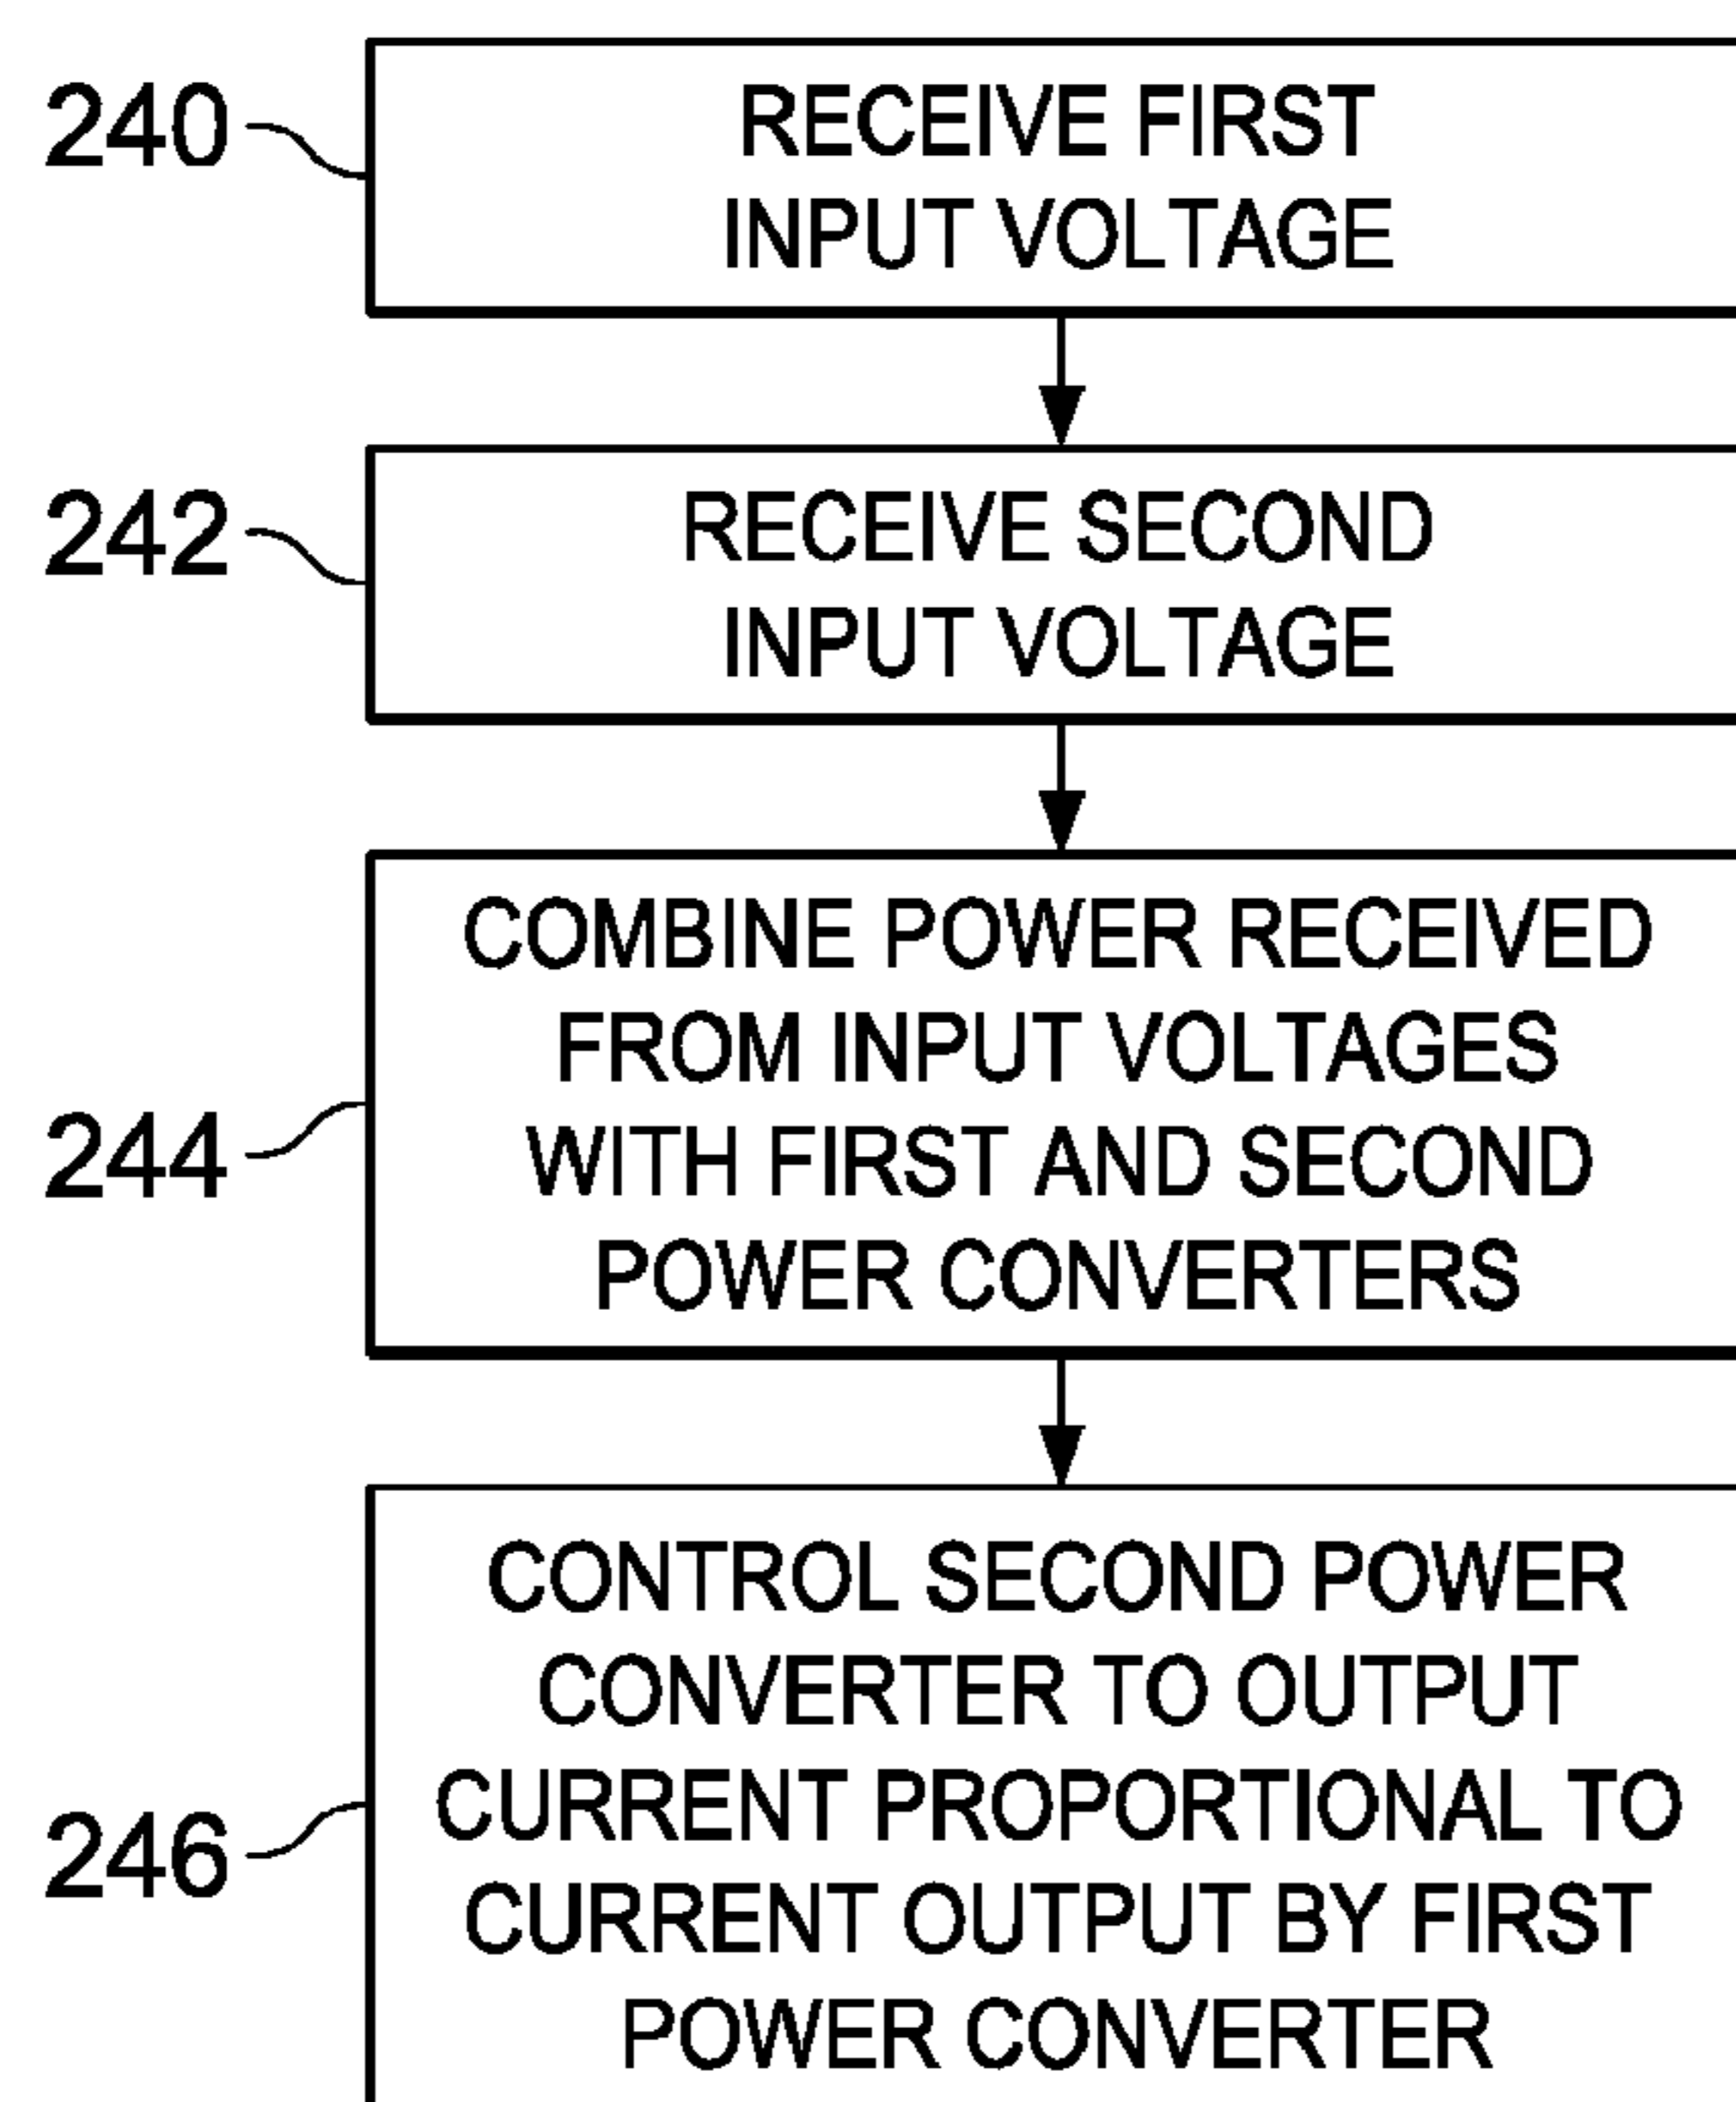 240
RECEIVE FIRST
INPUT VOLTAGE
242
RECEIVE SECOND
INPUT VOLTAGE
244
COMBINE POWER RECEIVED
FROM INPUT VOLTAGES
WITH FIRST AND SECOND
POWER CONVERTERS
246
CONTROL SECOND POWER
CONVERTER TO OUTPUT
CURRENT PROPORTIONAL TO
CURRENT OUTPUT BY FIRST
POWER CONVERTER